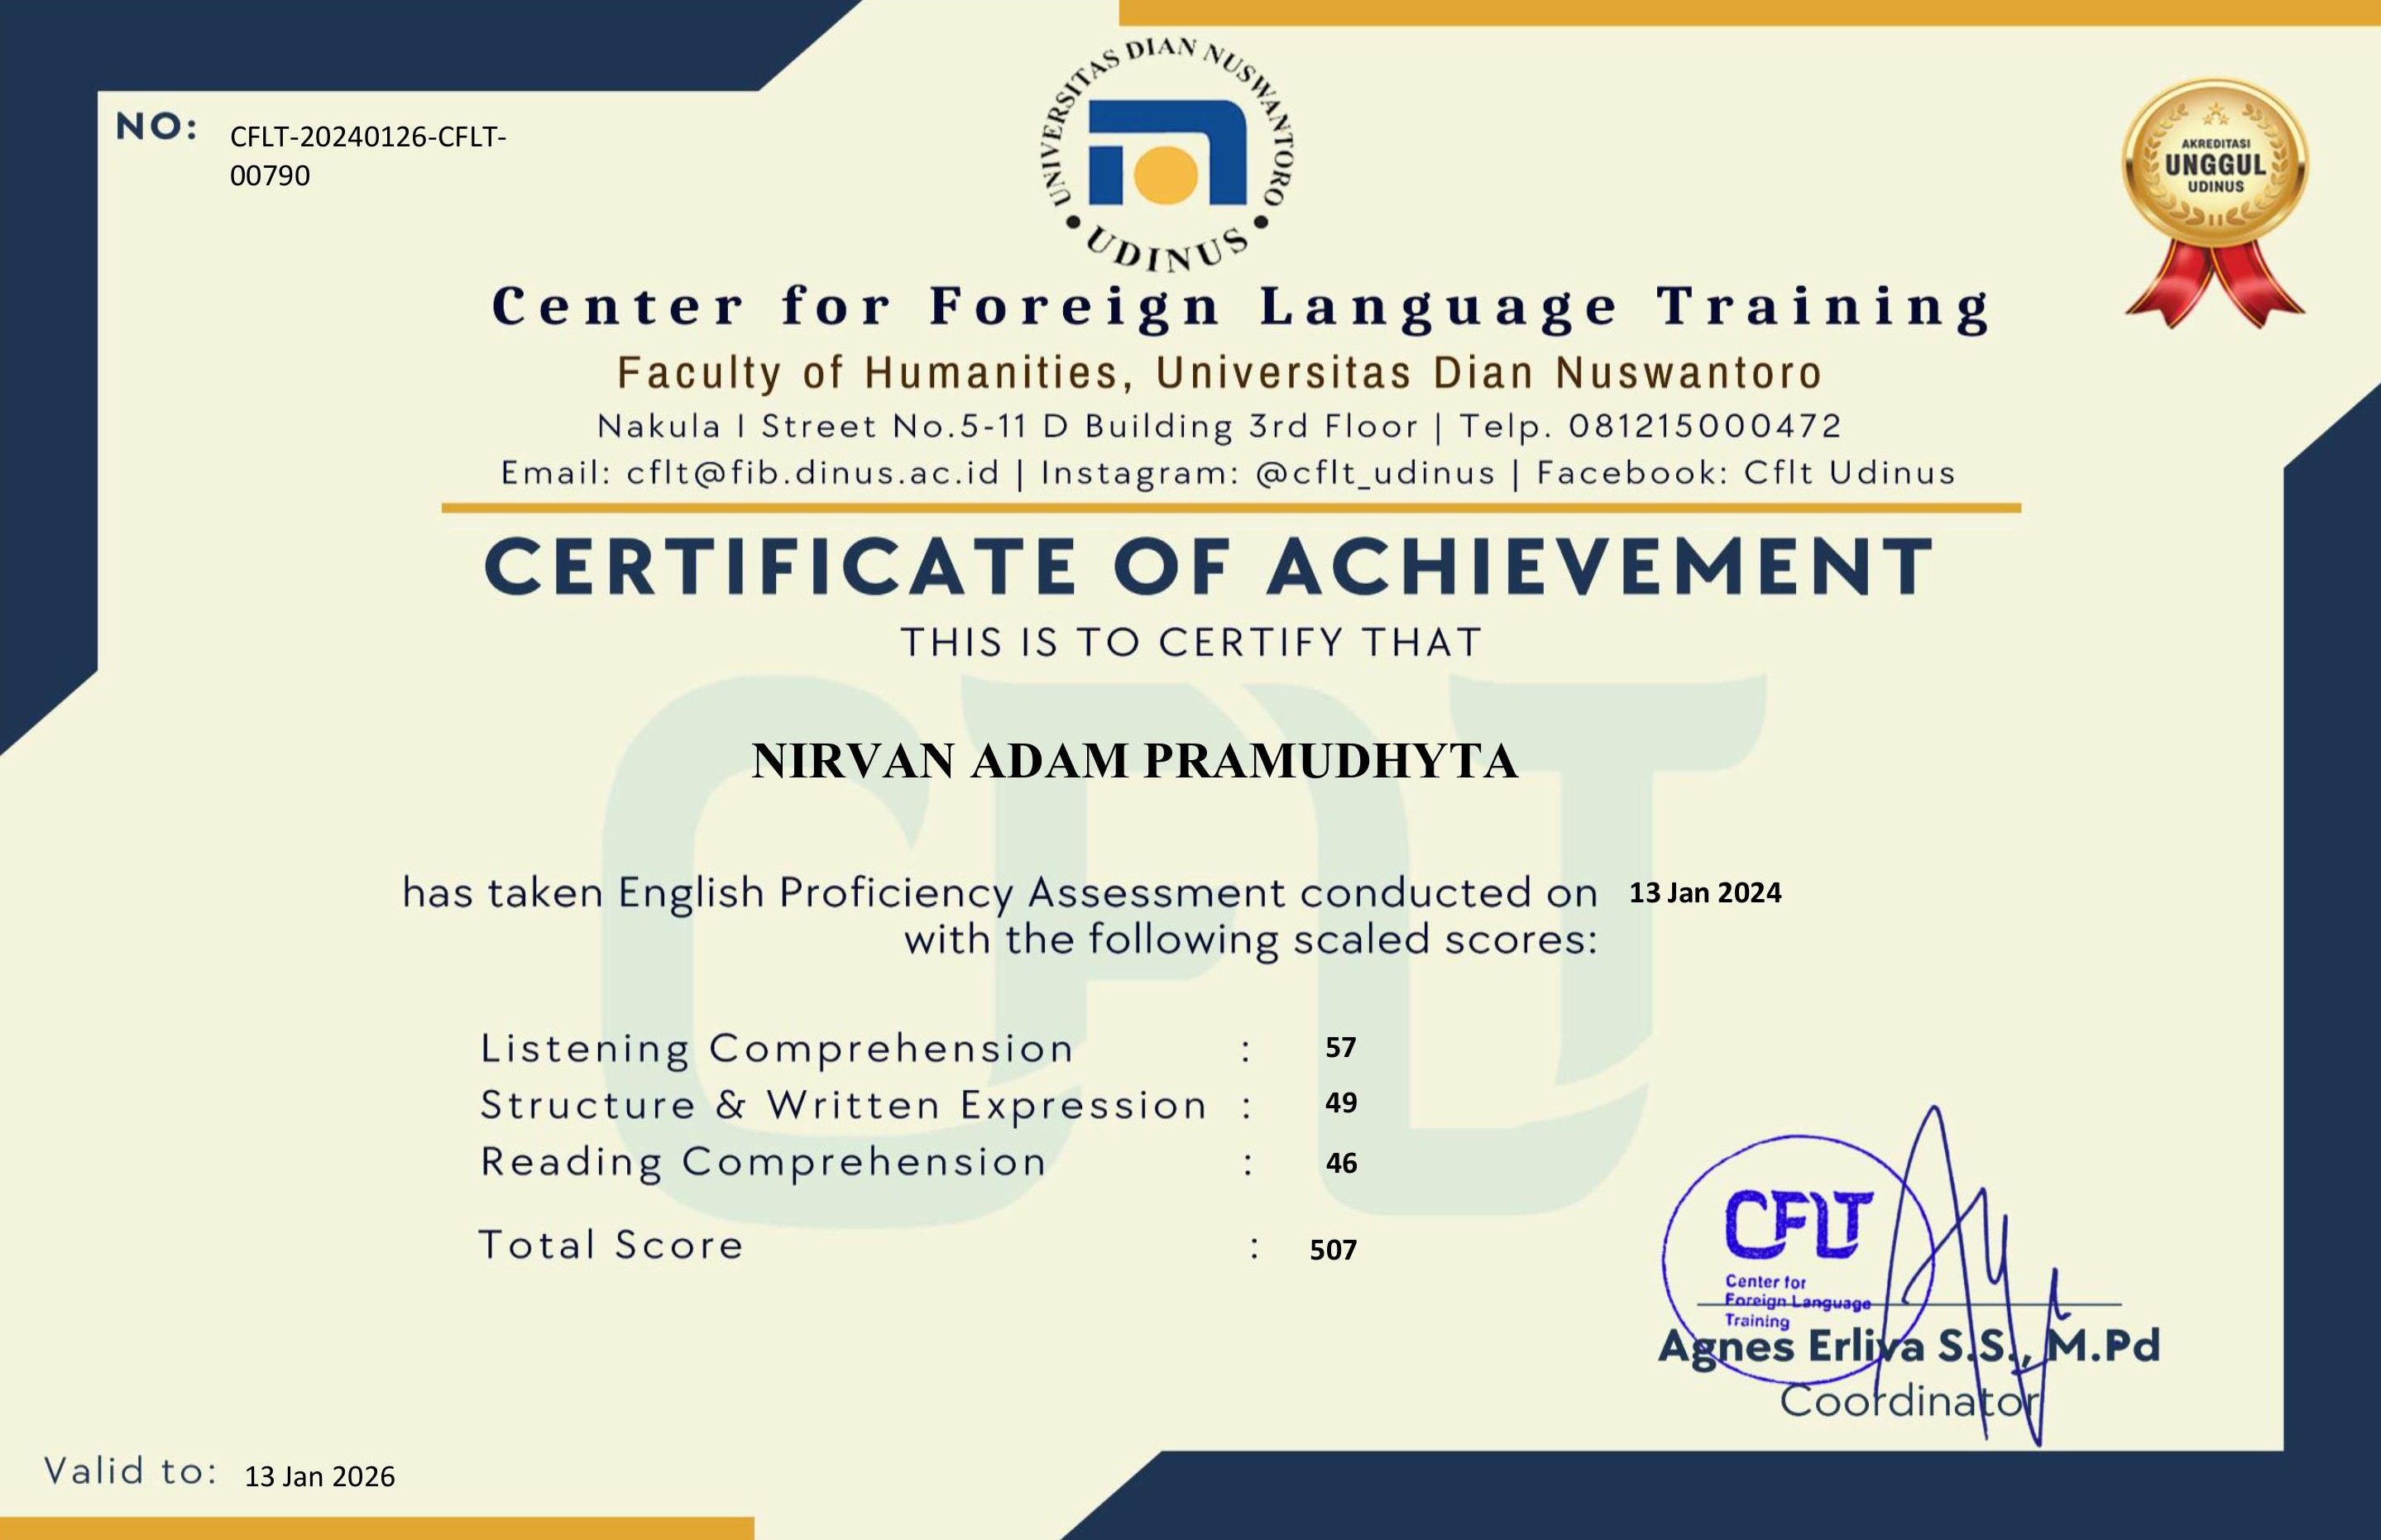 NO: CFLT-20240126-CFLT-
00790
UNIVERSITAS DIAN NUSWANTORO
UDINUS
AKREDITASI
UNGGUL
UDINUS
Center for Foreign Language Training
Faculty of Humanities, Universitas Dian Nuswantoro
Nakula I Street No.5-11 D Building 3rd Floor | Telp. 081215000472
Email: cflt@fib.dinus.ac.id | Instagram: @cflt_udinus | Facebook: Cflt Udinus
CERTIFICATE OF ACHIEVEMENT
THIS IS TO CERTIFY THAT
CFLT
NIRVAN ADAM PRAMUDHYTA
has taken English Proficiency Assessment conducted on 13 Jan 2024
with the following scaled scores:
Listening Comprehension : 57
Structure & Written Expression : 49
Reading Comprehension : 46
Total Score : 507
CFLT
Center for
Foreign Language
Training
Agnes Erliva S.S., M.Pd
Coordinator
Valid to: 13 Jan 2026